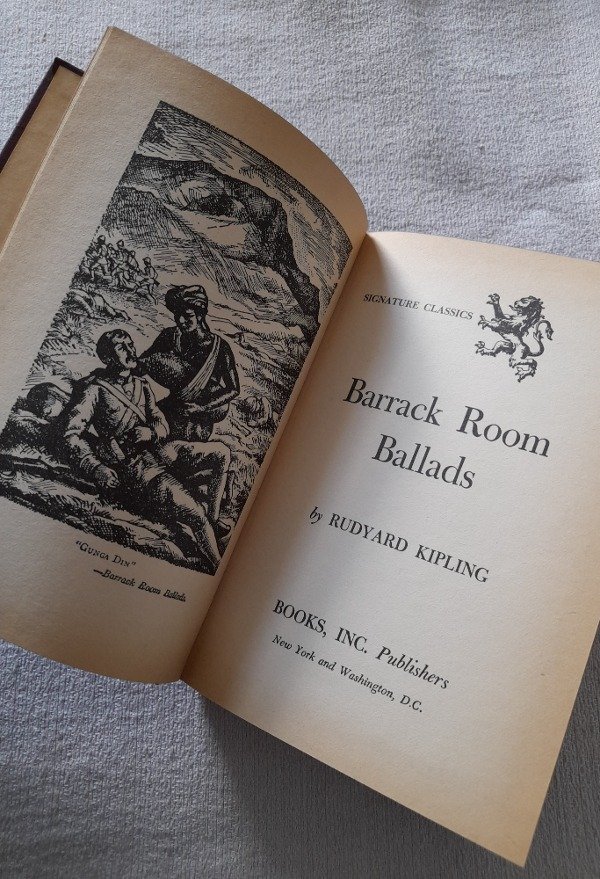 "GUNGA DIN"
—Barrack Room Ballads
SIGNATURE CLASSICS
Barrack Room
Ballads
by RUDYARD KIPLING
BOOKS, INC. Publishers
New York and Washington, D.C.